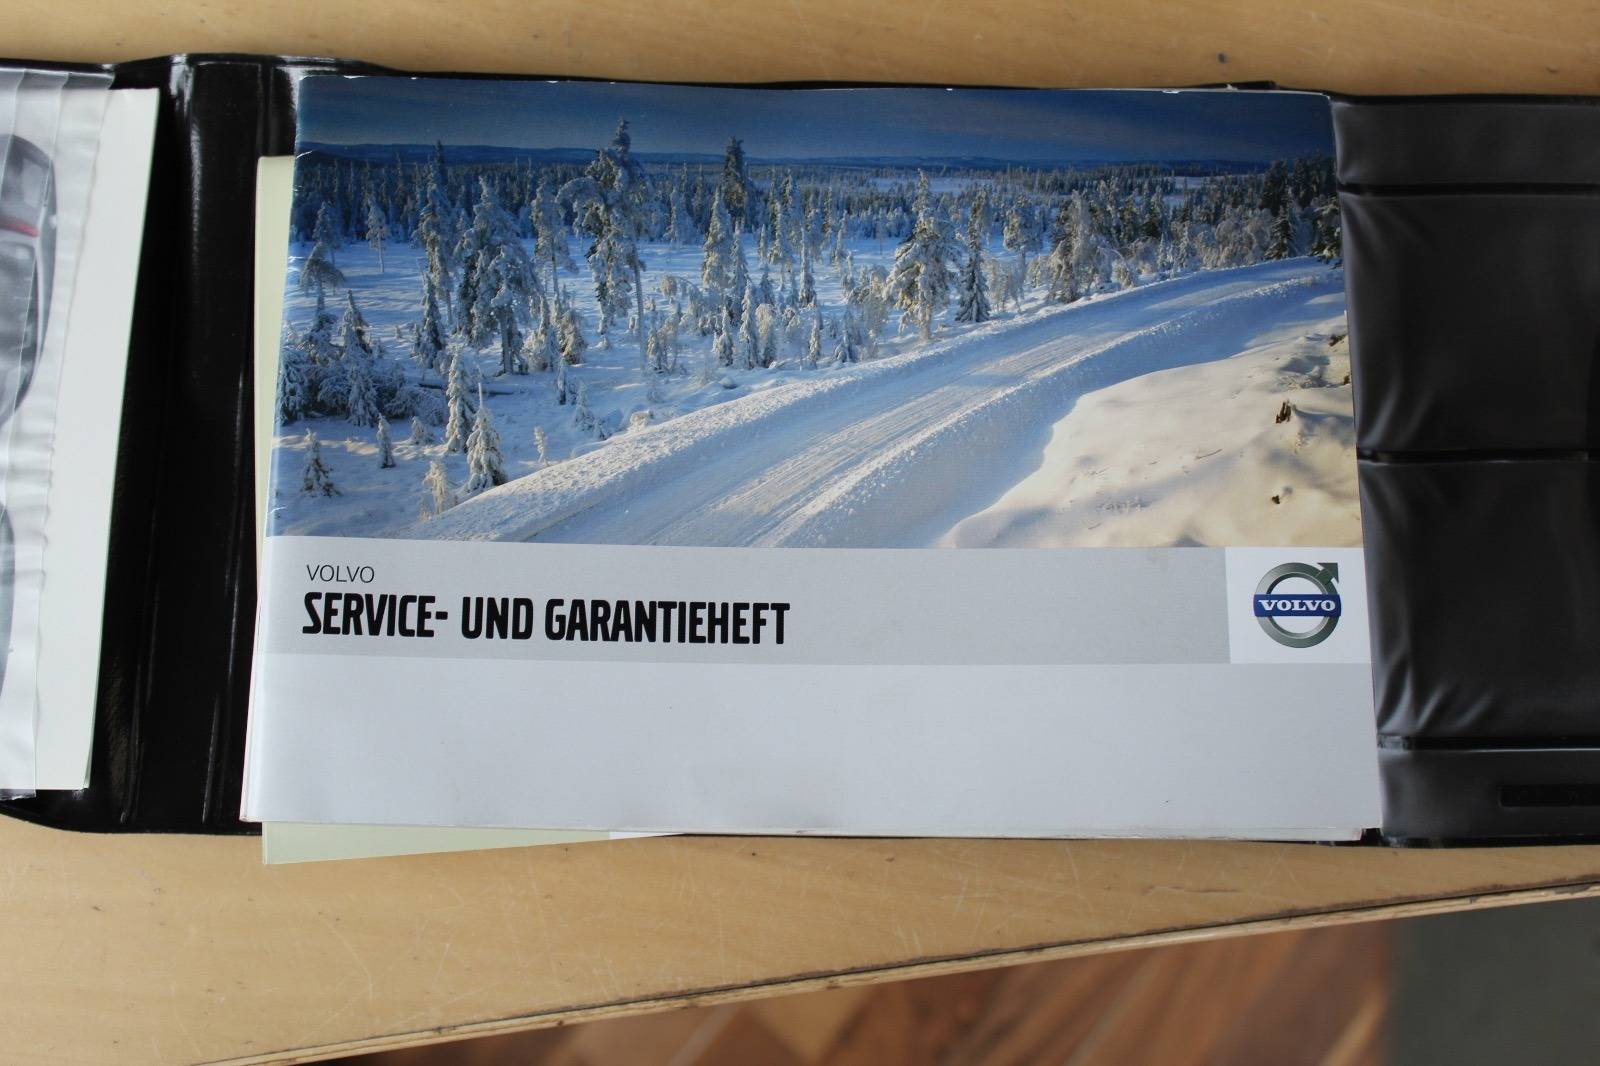 VOLVO
SERVICE- UND GARANTIEHEFT
VOLVO